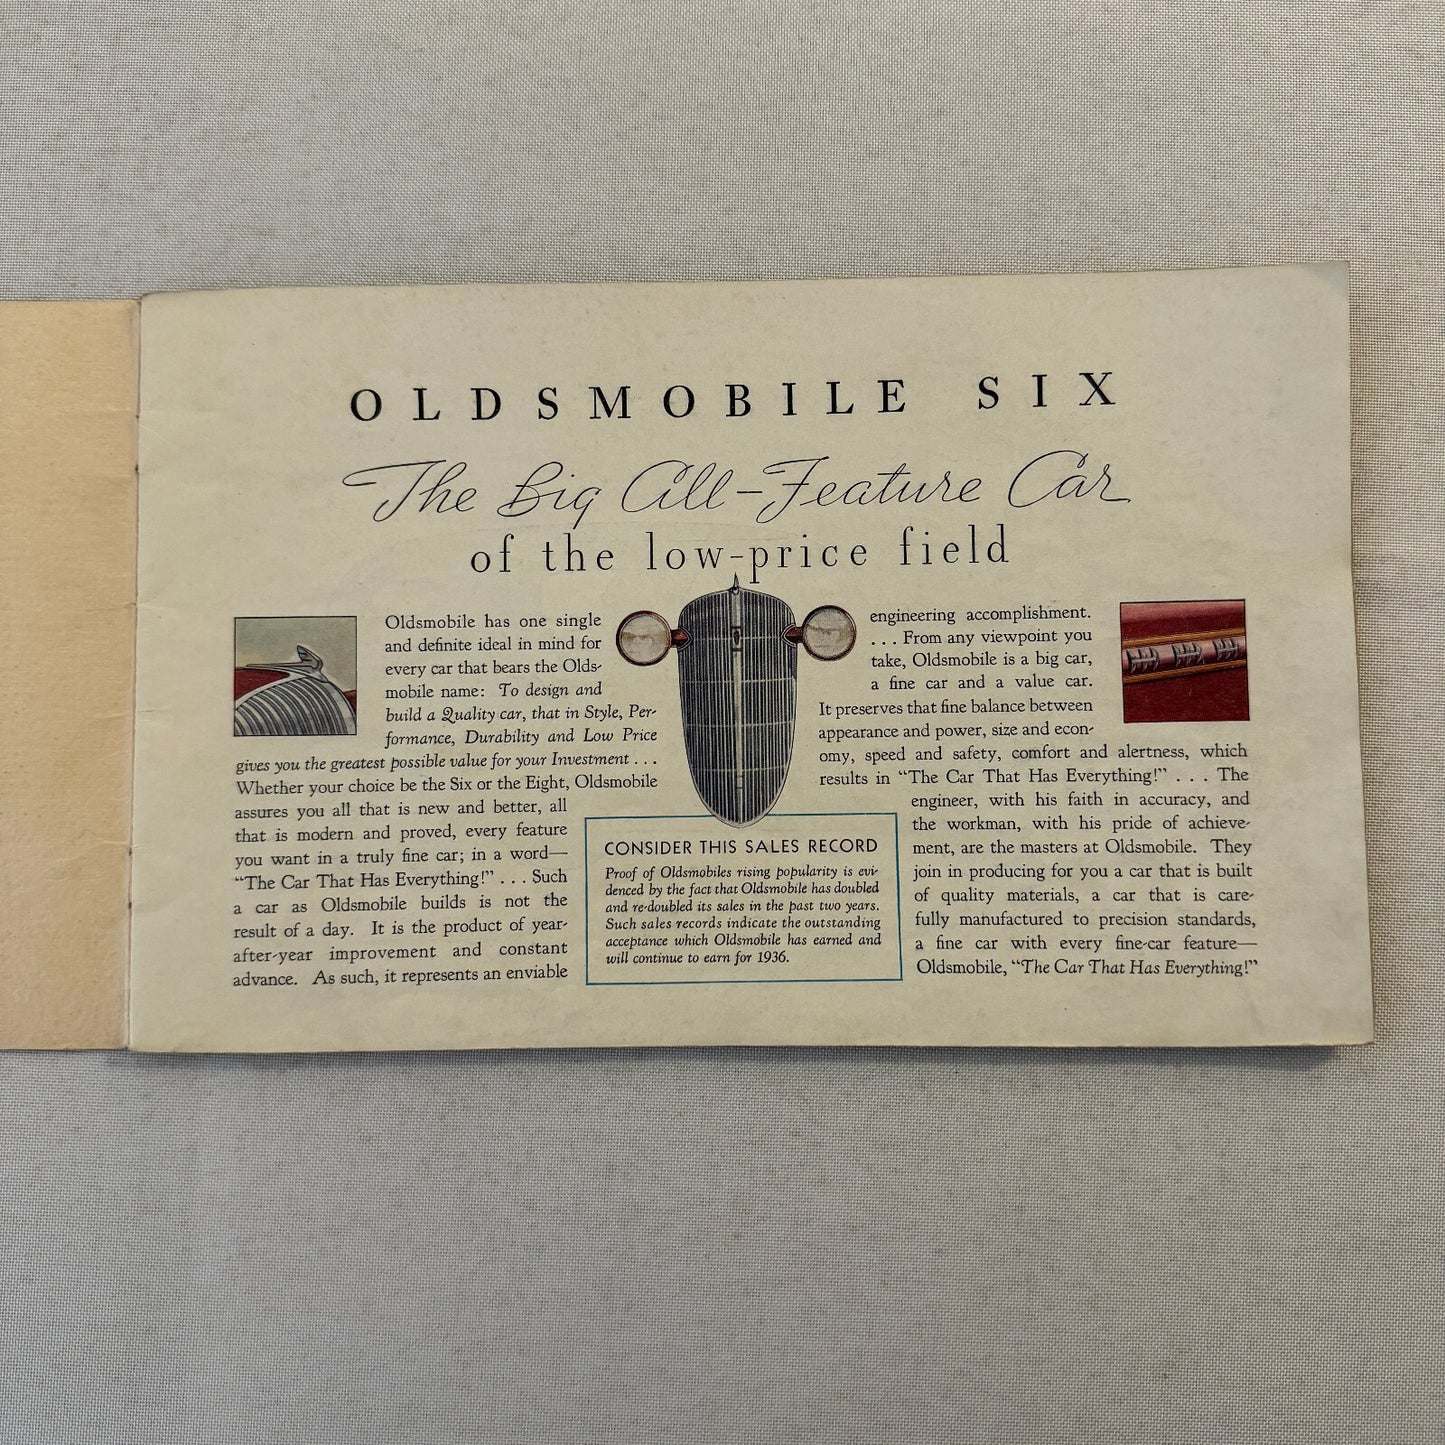 OLDSMOBILE SIX
The Big All-Feature Car
of the low-price field
Oldsmobile has one single
and definite ideal in mind for
every car that bears the Olds-
mobile name: To design and
build a Quality car, that in Style, Per-
formance, Durability and Low Price
gives you the greatest possible value for your Investment . . .
Whether your choice be the Six or the Eight, Oldsmobile
assures you all that is new and better, all
that is modern and proved, every feature
you want in a truly fine car; in a word—
“The Car That Has Everything!” . . . Such
a car as Oldsmobile builds is not the
result of a day. It is the product of year-
after-year improvement and constant
advance. As such, it represents an enviable
CONSIDER THIS SALES RECORD
Proof of Oldsmobiles rising popularity is evi-
denced by the fact that Oldsmobile has doubled
and re-doubled its sales in the past two years.
Such sales records indicate the outstanding
acceptance which Oldsmobile has earned and
will continue to earn for 1936.
engineering accomplishment.
. . . From any viewpoint you
take, Oldsmobile is a big car,
a fine car and a value car.
It preserves that fine balance between
appearance and power, size and econ-
omy, speed and safety, comfort and alertness, which
results in “The Car That Has Everything!” . . . The
engineer, with his faith in accuracy, and
the workman, with his pride of achieve-
ment, are the masters at Oldsmobile. They
join in producing for you a car that is built
of quality materials, a car that is care-
fully manufactured to precision standards,
a fine car with every fine-car feature—
Oldsmobile, “The Car That Has Everything!”